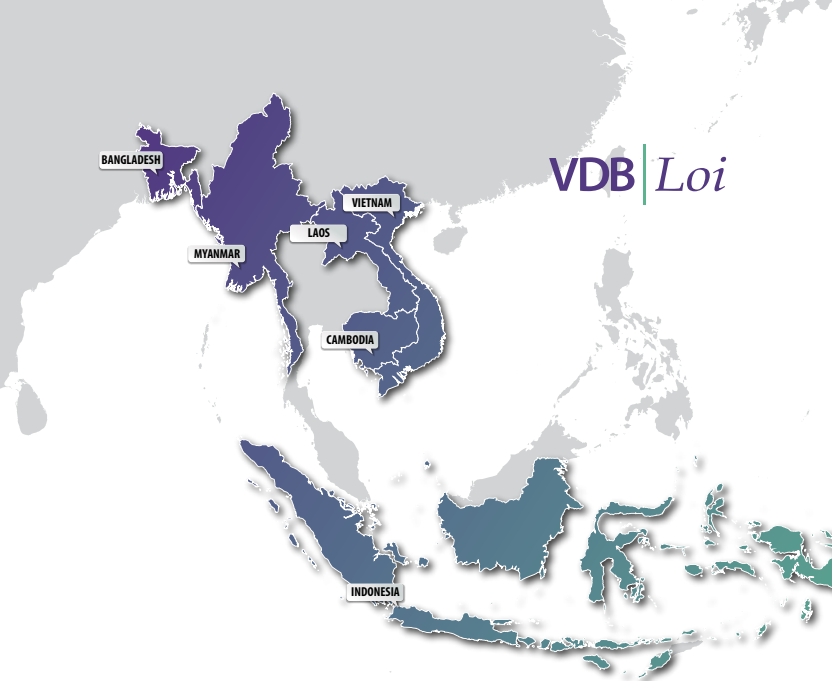 BANGLADESH
VDB | Loi
VIETNAM
LAOS
MYANMAR
CAMBODIA
INDONESIA